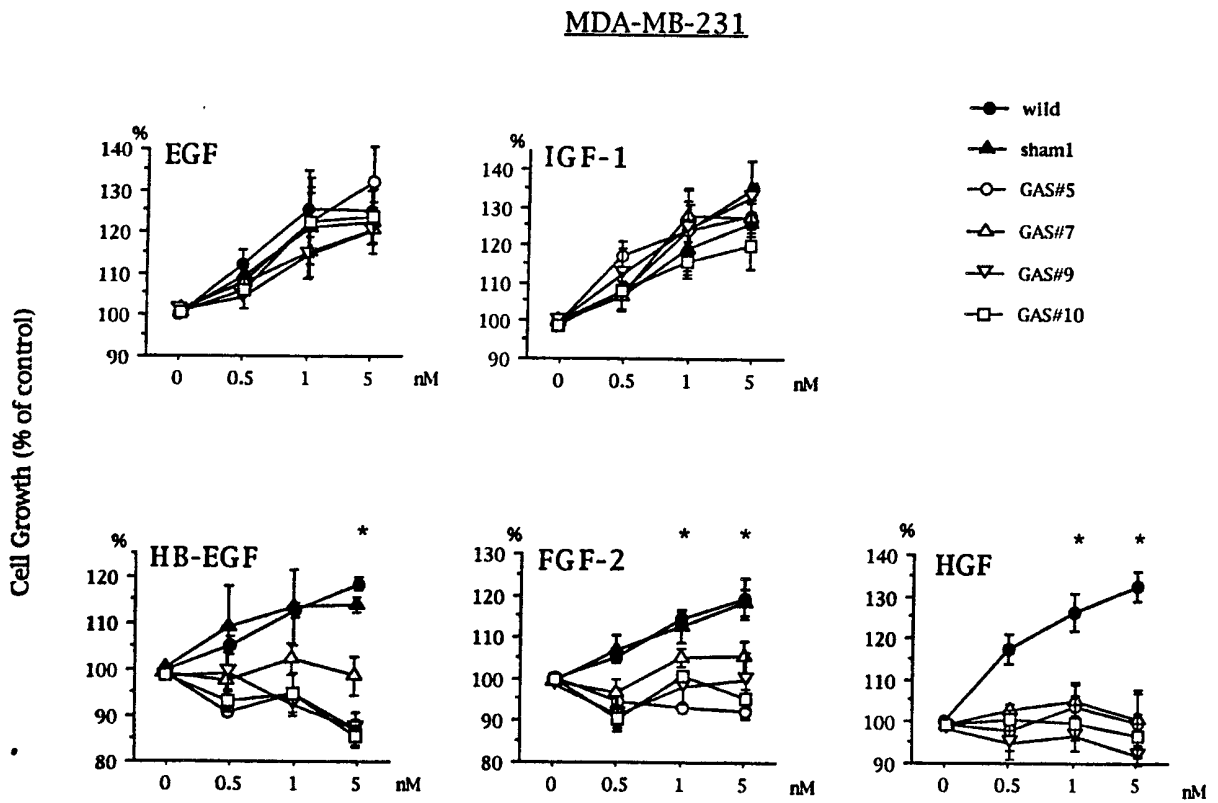 MDA-MB-231
Cell Growth (% of control)
%
EGF
140
130
120
110
100
90
0 0.5 1 5 nM
%
IGF-1
140
130
120
110
100
90
0 0.5 1 5 nM
wild
sham1
GAS#5
GAS#7
GAS#9
GAS#10
%
HB-EGF
*
120
110
100
90
80
0 0.5 1 5 nM
%
FGF-2
* *
130
120
110
100
90
80
0 0.5 1 5 nM
%
HGF
* *
140
130
120
110
100
90
0 0.5 1 5 nM